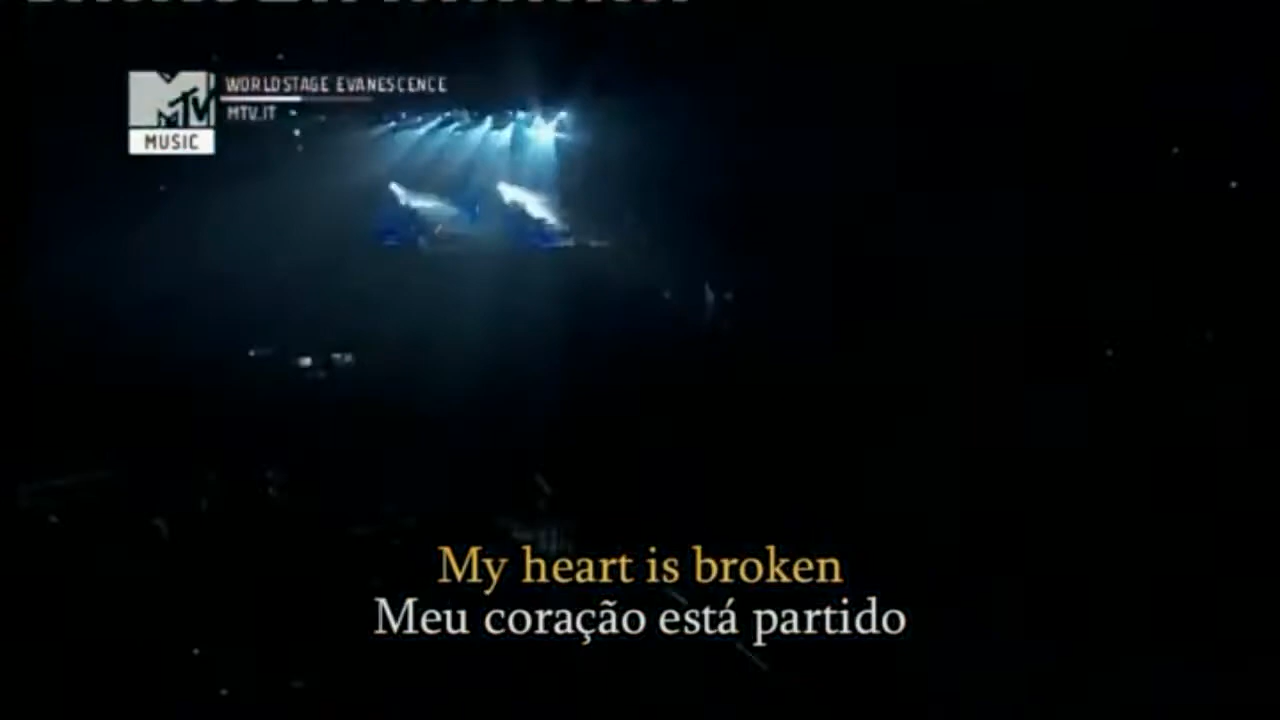 WORLDSTAGE EVANESCENCE
MTV.IT
MTV
MUSIC
My heart is broken
Meu coração está partido